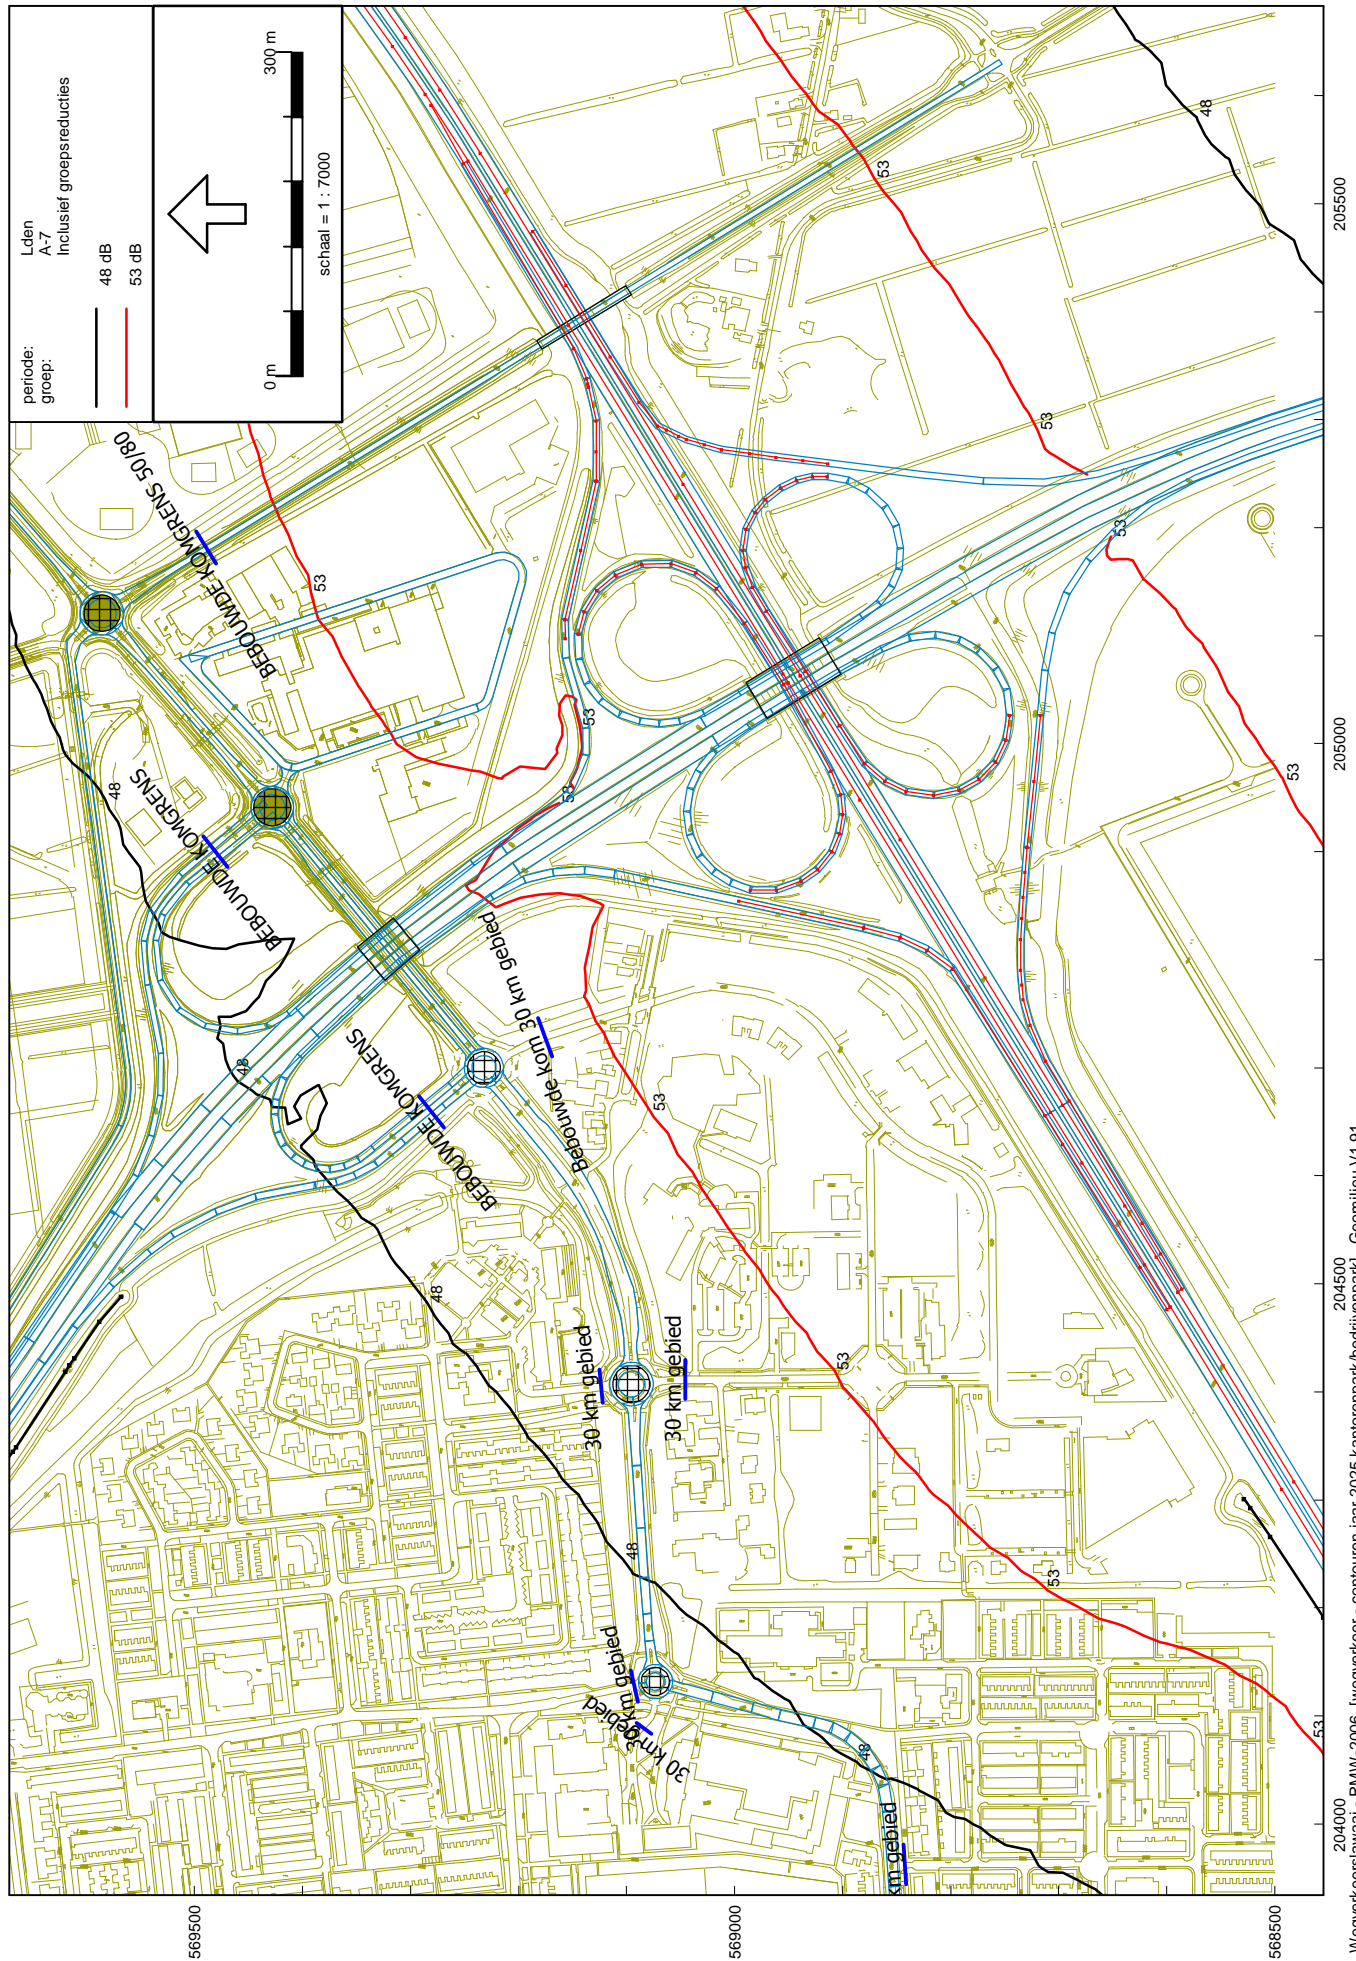 periode:
Lden
groep:
A-7
Inclusief groepsreducties
48 dB
53 dB
0 m
300 m
schaal = 1 : 7000
BEBOUWDE KOMGRENS 50/80
BEBOUWDE KOMGRENS
BEBOUWDE KOMGRENS
Bebouwde kom 30 km gebied
30 km gebied
30 km gebied
30 km gebied
30 km gebied
km gebied
48
48
48
48
48
48
53
53
53
53
53
53
53
53
53
53
53
569500
569000
568500
204000
204500
205000
205500